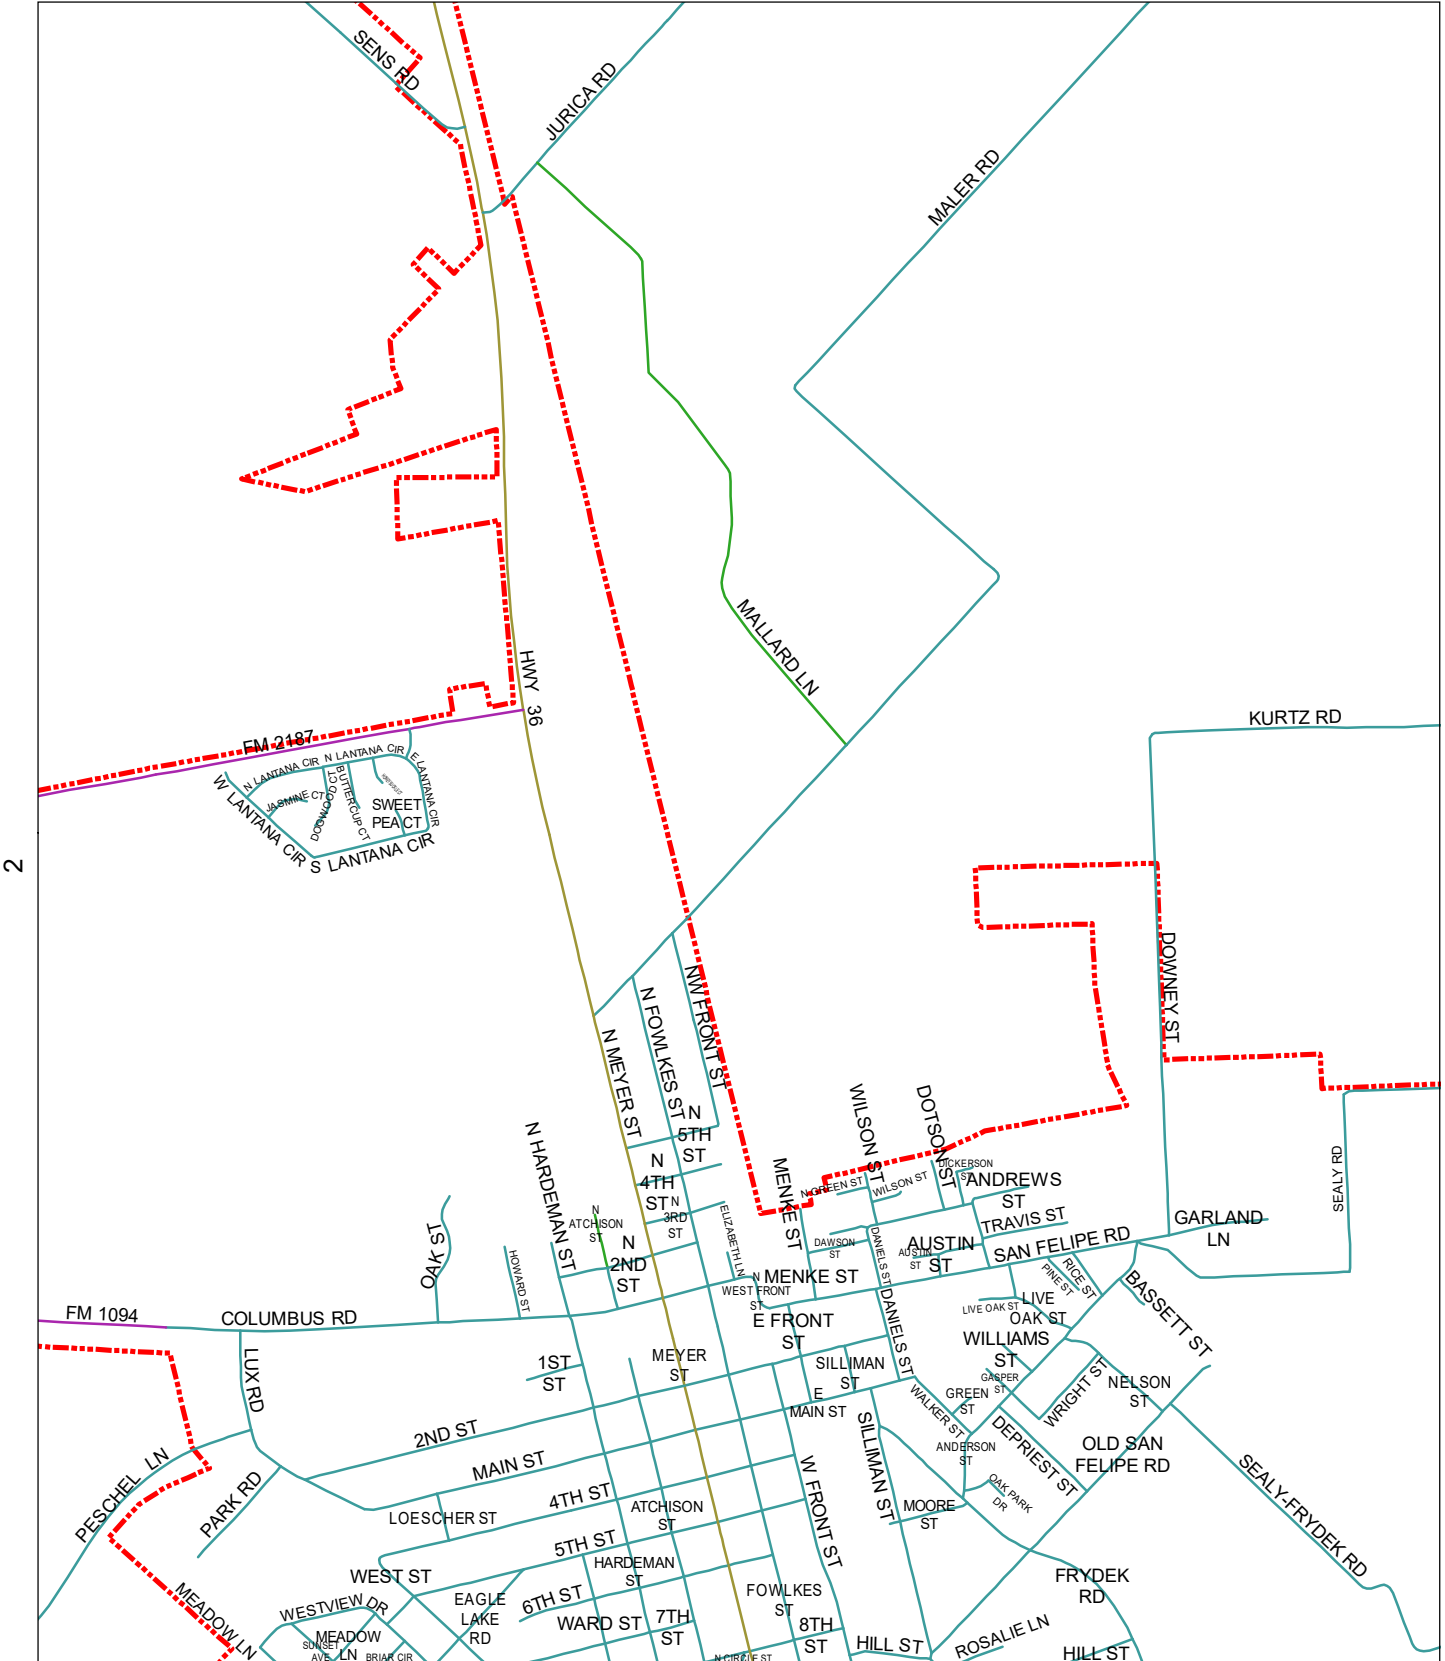 SENS RD
JURICA RD
MALER RD
MALLARD LN
HWY 36
KURTZ RD
FM 2187
N LANTANA CIR
N LANTANA CIR
E LANTANA CIR
W LANTANA CIR
JASMINE CT
DOGWOOD CT
BUTTERCUP CT
SWEET
PEA CT
S LANTANA CIR
2
DOWNEY ST
NW FRONT ST
N FOWLKES ST
N MEYER ST
N
5TH
ST
WILSON ST
DOTSON ST
N HARDEMAN ST
N
4TH
ST
MENKE ST
DICKERSON
ST
ANDREWS
ST
N GREEN ST
WILSON ST
SEALY RD
N
3RD
ST
N
ATCHISON
ST
ELIZABETH LN
TRAVIS ST
GARLAND
LN
OAK ST
HOWARD ST
N
2ND
ST
DAWSON
ST
DANIELS ST
AUSTIN
ST
AUSTIN
ST
SAN FELIPE RD
N
WEST FRONT
ST
MENKE ST
PINE ST
RICE ST
BASSETT ST
FM 1094
COLUMBUS RD
E FRONT
ST
DANIELS ST
LIVE OAK ST
LIVE
OAK ST
WILLIAMS
ST
LUX RD
1ST
ST
MEYER
ST
SILLIMAN
ST
GASPER
ST
NELSON
ST
E
MAIN ST
WALKER ST
GREEN
ST
WRIGHT ST
2ND ST
SILLIMAN ST
ANDERSON
ST
DEPRIEST ST
OLD SAN
FELIPE RD
PESCHEL LN
PARK RD
MAIN ST
4TH ST
W FRONT ST
OAK PARK
DR
SEALY-FRYDEK RD
LOESCHER ST
ATCHISON
ST
MOORE
ST
5TH ST
WEST ST
HARDEMAN
ST
FRYDEK
RD
MEADOW LN
WESTVIEW DR
EAGLE
LAKE
RD
6TH ST
FOWLKES
ST
WARD ST
7TH
ST
8TH
ST
HILL ST
ROSALIE LN
HILL ST
SUNSET
AVE
MEADOW
LN
BRIAR CIR
N CIRCLE ST